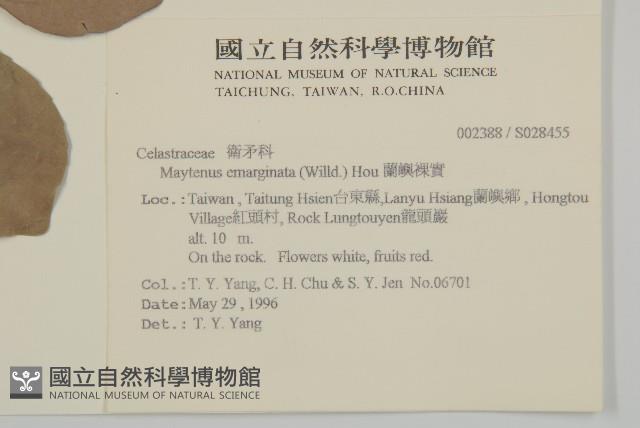 國立自然科學博物館
NATIONAL MUSEUM OF NATURAL SCIENCE
TAICHUNG, TAIWAN, R.O.CHINA
002388 / S028455
Celastraceae 衛矛科
Maytenus emarginata (Willd.) Hou 蘭嶼裸實
Loc.:Taiwan , Taitung Hsien台東縣,Lanyu Hsiang蘭嶼鄉 , Hongtou
Village紅頭村, Rock Lungtouyen龍頭巖
alt. 10 m.
On the rock. Flowers white, fruits red.
Col.:T. Y. Yang, C. H. Chu & S. Y. Jen No.06701
Date:May 29 , 1996
Det.: T. Y. Yang
國立自然科學博物館
NATIONAL MUSEUM OF NATURAL SCIENCE